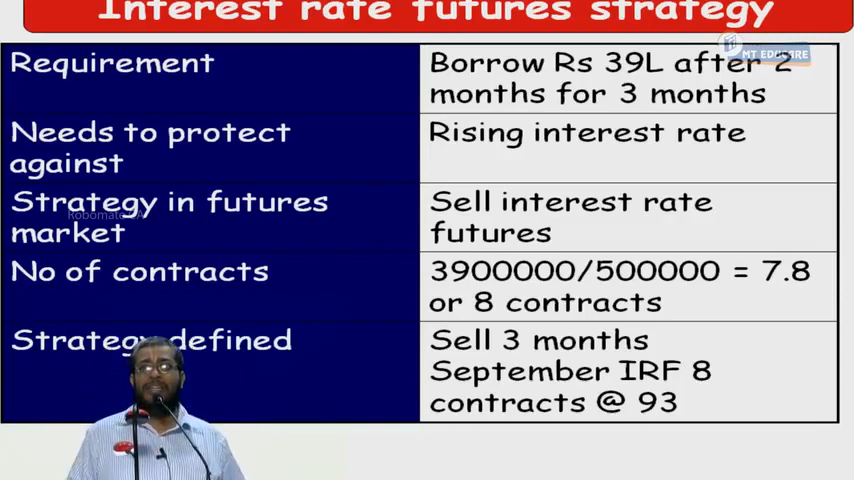 Interest rate futures strategy
MT EDUCARE
Requirement
Borrow Rs 39L after 2
months for 3 months
Needs to protect
against
Rising interest rate
Strategy in futures
market
Robomate CA
Sell interest rate
futures
No of contracts
3900000/500000 = 7.8
or 8 contracts
Strategy defined
Sell 3 months
September IRF 8
contracts @ 93